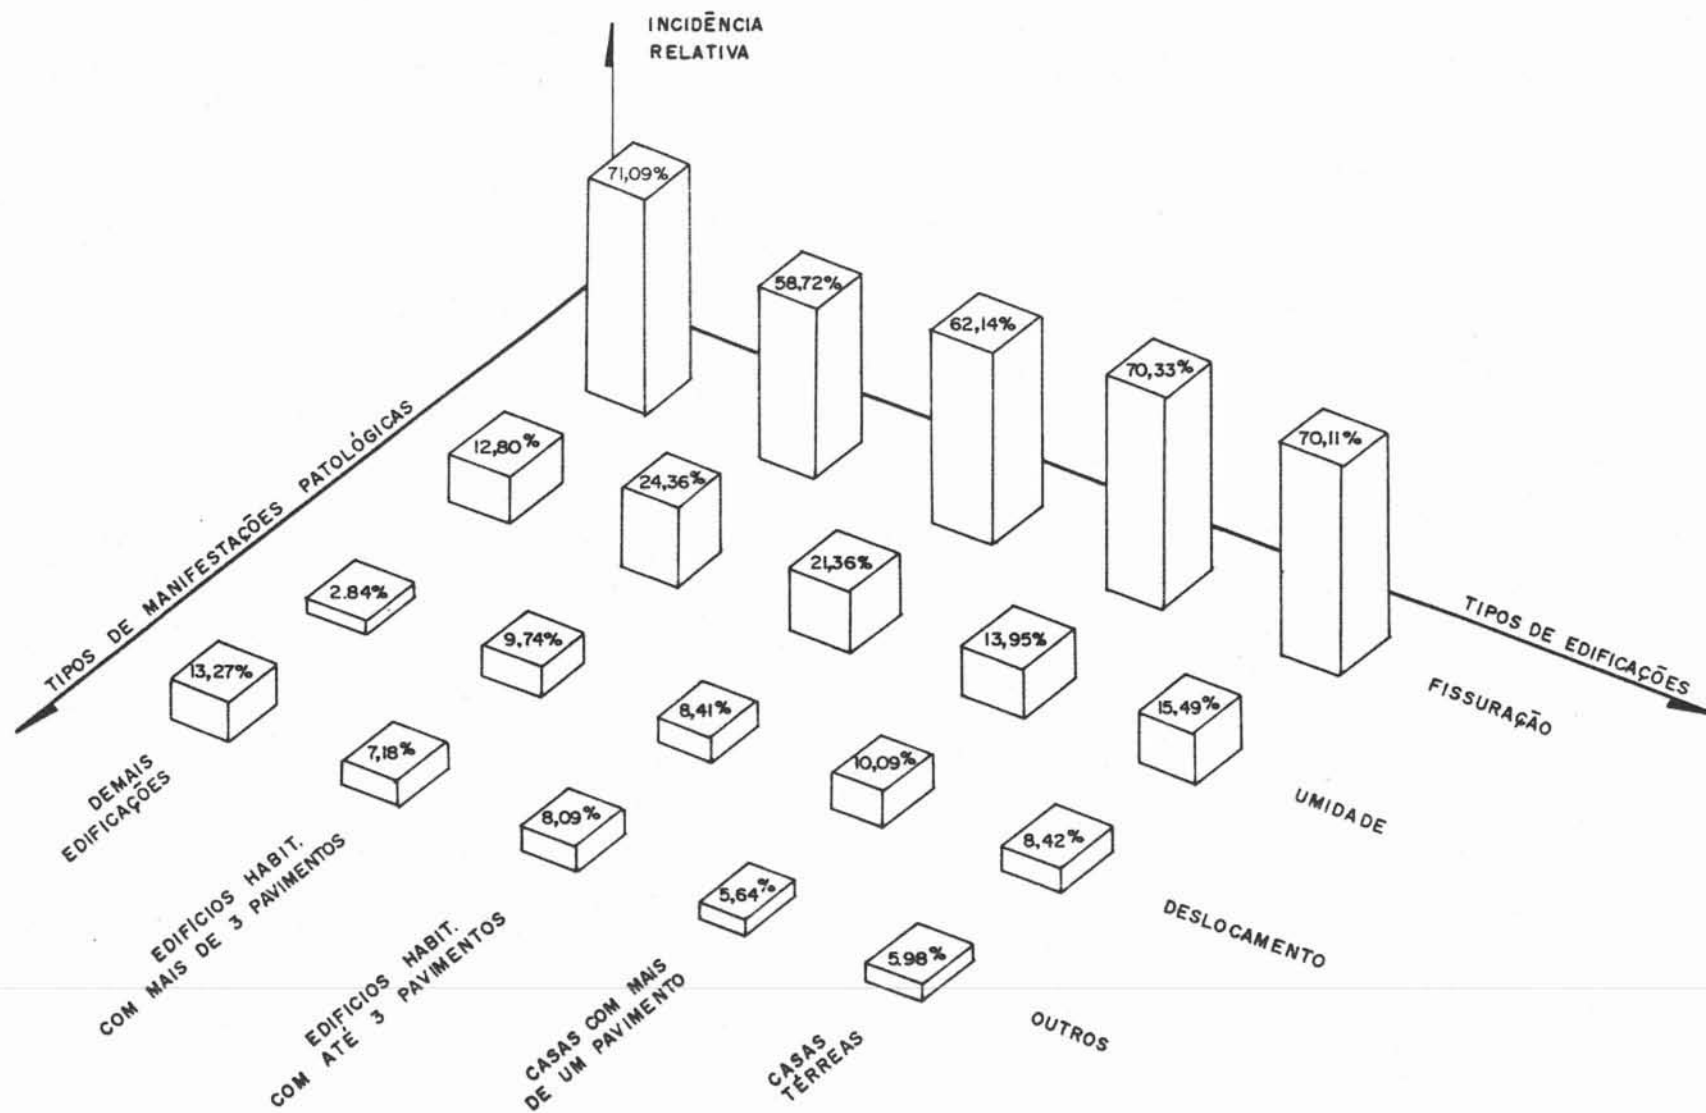 INCIDÊNCIA
RELATIVA
71,09%
58,72%
62,14%
70,33%
70,11%
12,80%
24,36%
21,36%
13,95%
15,49%
2.84%
9,74%
8,41%
10,09%
8,42%
13,27%
7,18%
8,09%
5,64%
5.98%
TIPOS DE MANIFESTAÇÕES PATOLÓGICAS
TIPOS DE EDIFICAÇÕES
FISSURAÇÃO
UMIDADE
DESLOCAMENTO
OUTROS
DEMAIS
EDIFICAÇÕES
EDIFÍCIOS HABIT.
COM MAIS DE 3 PAVIMENTOS
EDIFICIOS HABIT.
COM ATÉ 3 PAVIMENTOS
CASAS COM MAIS
DE UM PAVIMENTO
CASAS
TÉRREAS